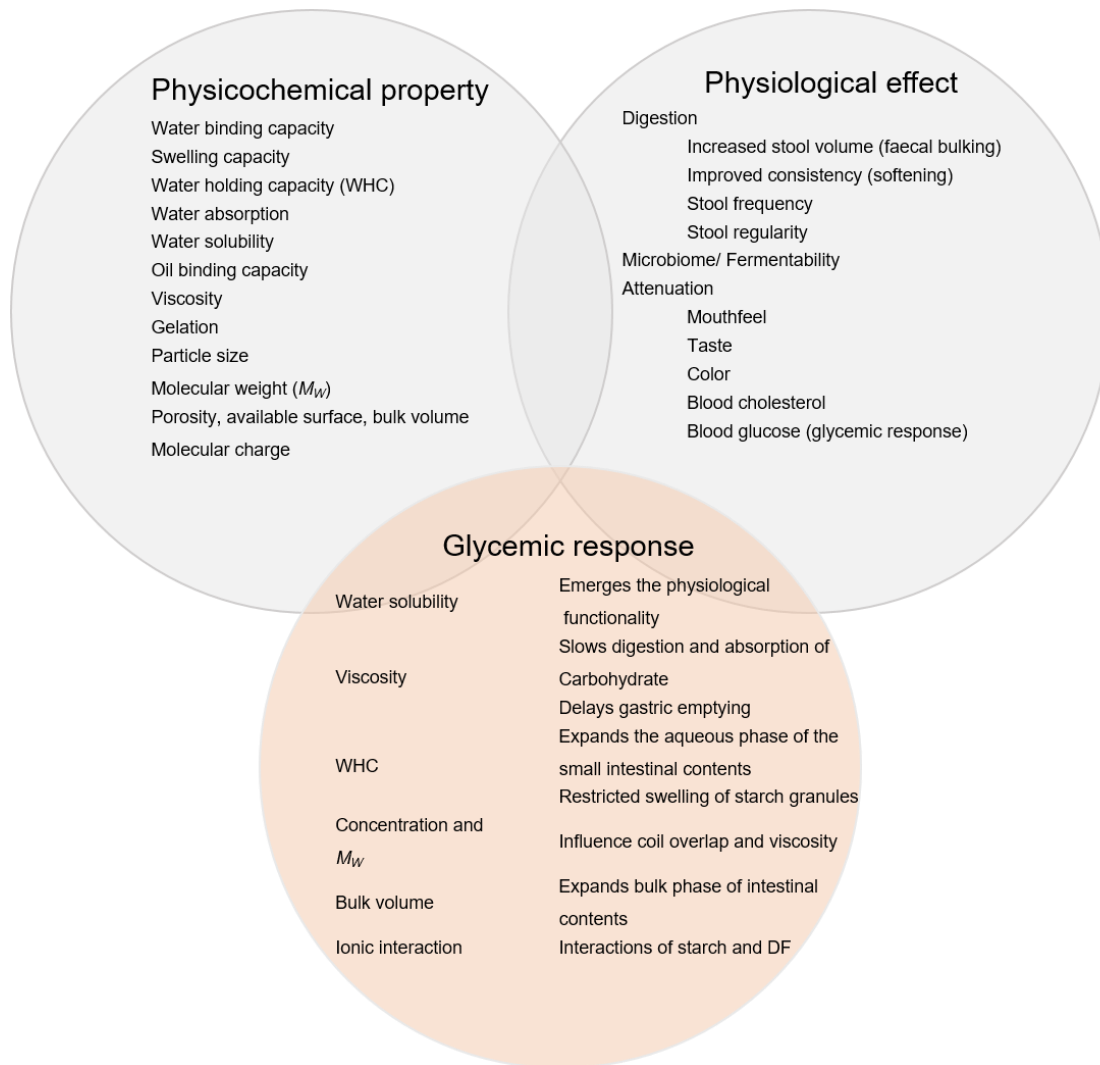 Physicochemical property
Water binding capacity
Swelling capacity
Water holding capacity (WHC)
Water absorption
Water solubility
Oil binding capacity
Viscosity
Gelation
Particle size
Molecular weight (MW)
Porosity, available surface, bulk volume
Molecular charge
Physiological effect
Digestion
Increased stool volume (faecal bulking)
Improved consistency (softening)
Stool frequency
Stool regularity
Microbiome/ Fermentability
Attenuation
Mouthfeel
Taste
Color
Blood cholesterol
Blood glucose (glycemic response)
Glycemic response
Water solubility
Emerges the physiological
functionality
Viscosity
Slows digestion and absorption of
Carbohydrate
Delays gastric emptying
WHC
Expands the aqueous phase of the
small intestinal contents
Restricted swelling of starch granules
Concentration and
MW
Influence coil overlap and viscosity
Bulk volume
Expands bulk phase of intestinal
contents
Ionic interaction
Interactions of starch and DF